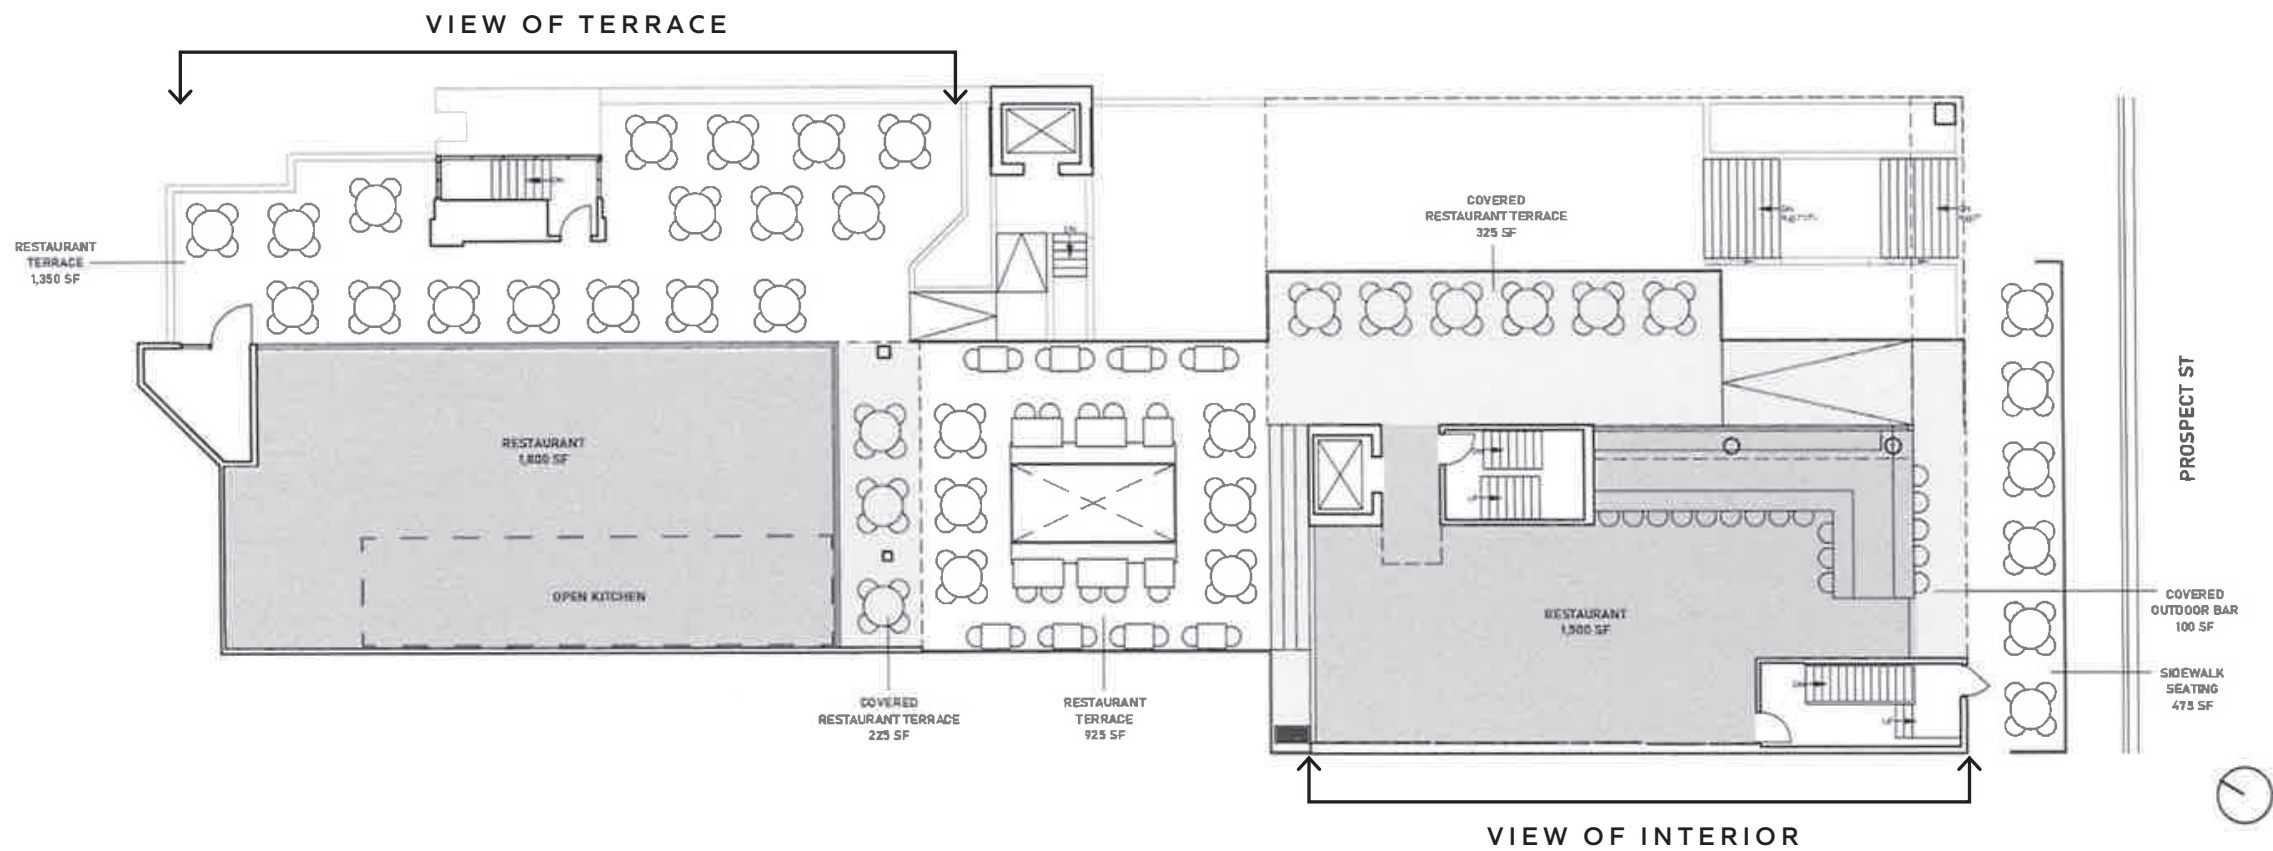 VIEW OF TERRACE
COVERED
RESTAURANT TERRACE
325 SF
RESTAURANT
TERRACE
1,350 SF
DN
PROSPECT ST
RESTAURANT
1,800 SF
OPEN KITCHEN
RESTAURANT
1,500 SF
COVERED
OUTDOOR BAR
100 SF
SIDEWALK
SEATING
475 SF
COVERED
RESTAURANT TERRACE
225 SF
RESTAURANT
TERRACE
925 SF
VIEW OF INTERIOR